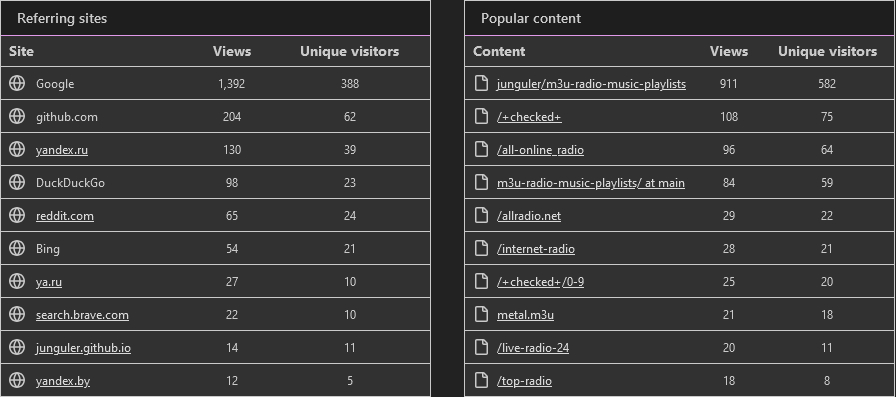 Referring sites
Site Views Unique visitors
Google 1,392 388
github.com 204 62
yandex.ru 130 39
DuckDuckGo 98 23
reddit.com 65 24
Bing 54 21
ya.ru 27 10
search.brave.com 22 10
junguler.github.io 14 11
yandex.by 12 5
Popular content
Content Views Unique visitors
junguler/m3u-radio-music-playlists 911 582
/+checked+ 108 75
/all-online_radio 96 64
m3u-radio-music-playlists/ at main 84 59
/allradio.net 29 22
/internet-radio 28 21
/+checked+/0-9 25 20
metal.m3u 21 18
/live-radio-24 20 11
/top-radio 18 8